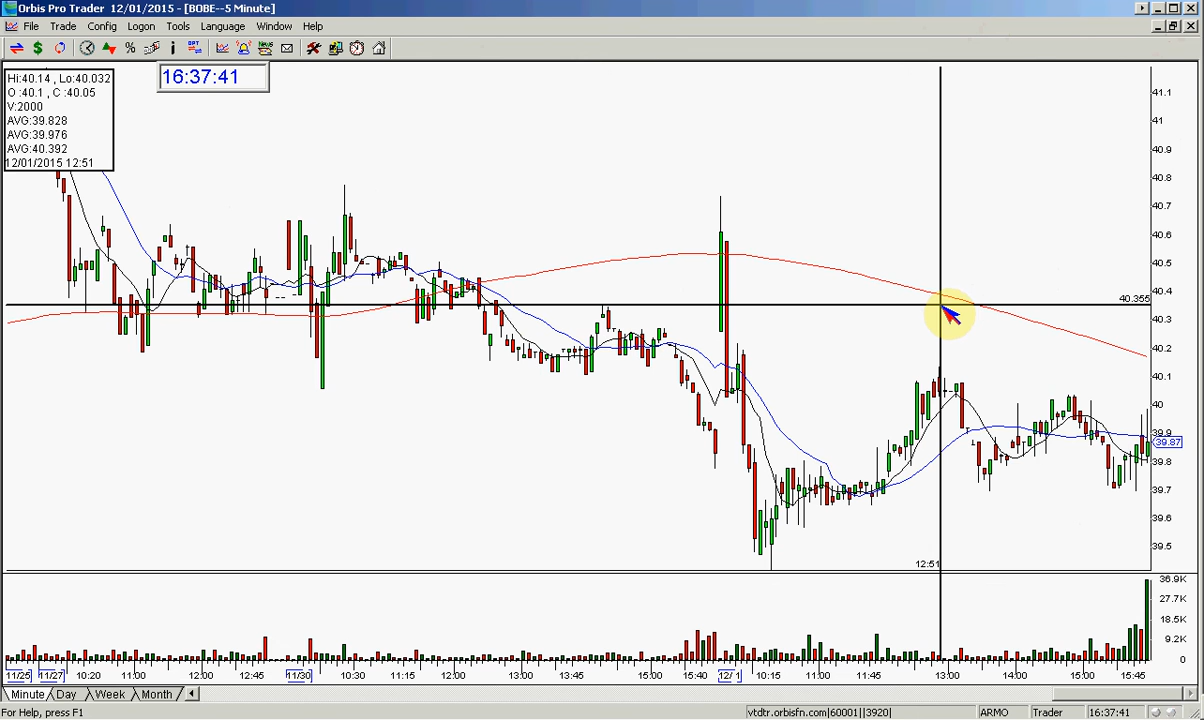 Orbis Pro Trader 12/01/2015 - [BOBE--5 Minute]
File Trade Config Logon Tools Language Window Help
16:37:41
Hi:40.14 , Lo:40.032
O :40.1 , C :40.05
V:2000
AVG:39.828
AVG:39.976
AVG:40.392
12/01/2015 12:51
41.1
41
40.9
40.8
40.7
40.6
40.5
40.4
40.355
40.3
40.2
40.1
40
39.9
39.87
39.8
39.7
39.6
39.5
12:51
36.9K
27.7K
18.5K
9.2K
0
11/25 11/27 10:20 11:00 12:00 12:45 11/30 10:30 11:15 12:00 13:00 13:45 15:00 15:40 12/ 1 10:15 11:00 11:45 13:00 14:00 15:00 15:45
Minute Day Week Month
For Help, press F1 vtdtr.orbisfn.com|60001||3920| ARMO Trader 16:37:41